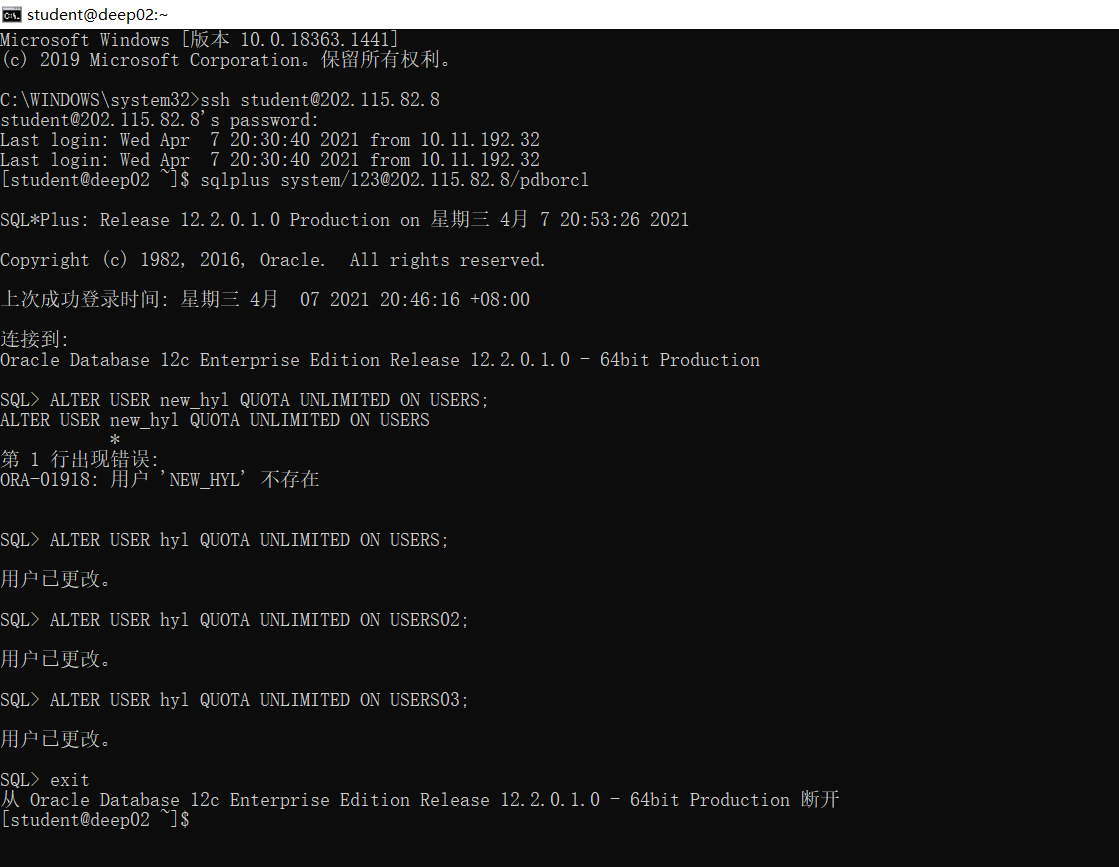 student@deep02:~
Microsoft Windows [版本 10.0.18363.1441]
(c) 2019 Microsoft Corporation。保留所有权利。
C:\WINDOWS\system32>ssh student@202.115.82.8
student@202.115.82.8's password:
Last login: Wed Apr  7 20:30:40 2021 from 10.11.192.32
Last login: Wed Apr  7 20:30:40 2021 from 10.11.192.32
[student@deep02 ~]$ sqlplus system/123@202.115.82.8/pdborcl
SQL*Plus: Release 12.2.0.1.0 Production on 星期三 4月 7 20:53:26 2021
Copyright (c) 1982, 2016, Oracle.  All rights reserved.
上次成功登录时间: 星期三 4月  07 2021 20:46:16 +08:00
连接到:
Oracle Database 12c Enterprise Edition Release 12.2.0.1.0 - 64bit Production
SQL> ALTER USER new_hyl QUOTA UNLIMITED ON USERS;
ALTER USER new_hyl QUOTA UNLIMITED ON USERS
*
第 1 行出现错误:
ORA-01918: 用户 'NEW_HYL' 不存在
SQL> ALTER USER hyl QUOTA UNLIMITED ON USERS;
用户已更改。
SQL> ALTER USER hyl QUOTA UNLIMITED ON USERS02;
用户已更改。
SQL> ALTER USER hyl QUOTA UNLIMITED ON USERS03;
用户已更改。
SQL> exit
从 Oracle Database 12c Enterprise Edition Release 12.2.0.1.0 - 64bit Production 断开
[student@deep02 ~]$